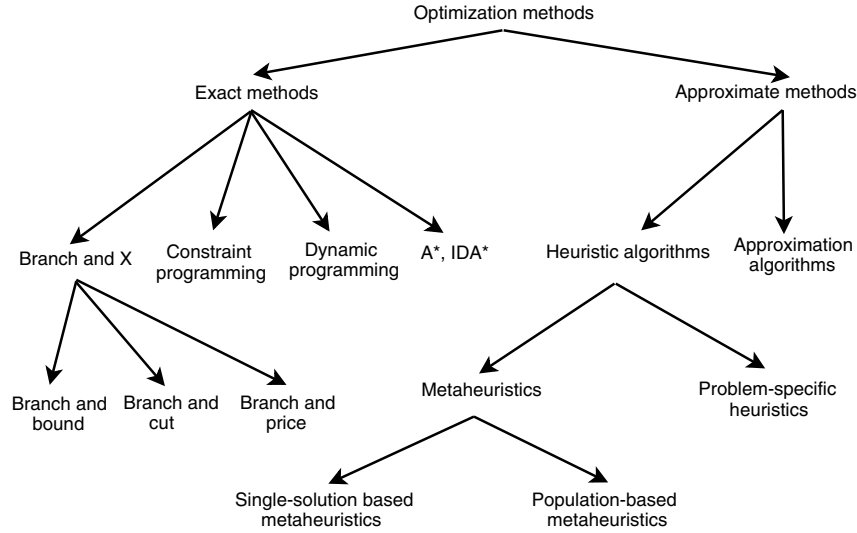 Optimization methods
Exact methods
Approximate methods
Branch and X
Constraint
programming
Dynamic
programming
A*, IDA*
Heuristic algorithms
Approximation
algorithms
Branch and
bound
Branch and
cut
Branch and
price
Metaheuristics
Problem-specific
heuristics
Single-solution based
metaheuristics
Population-based
metaheuristics